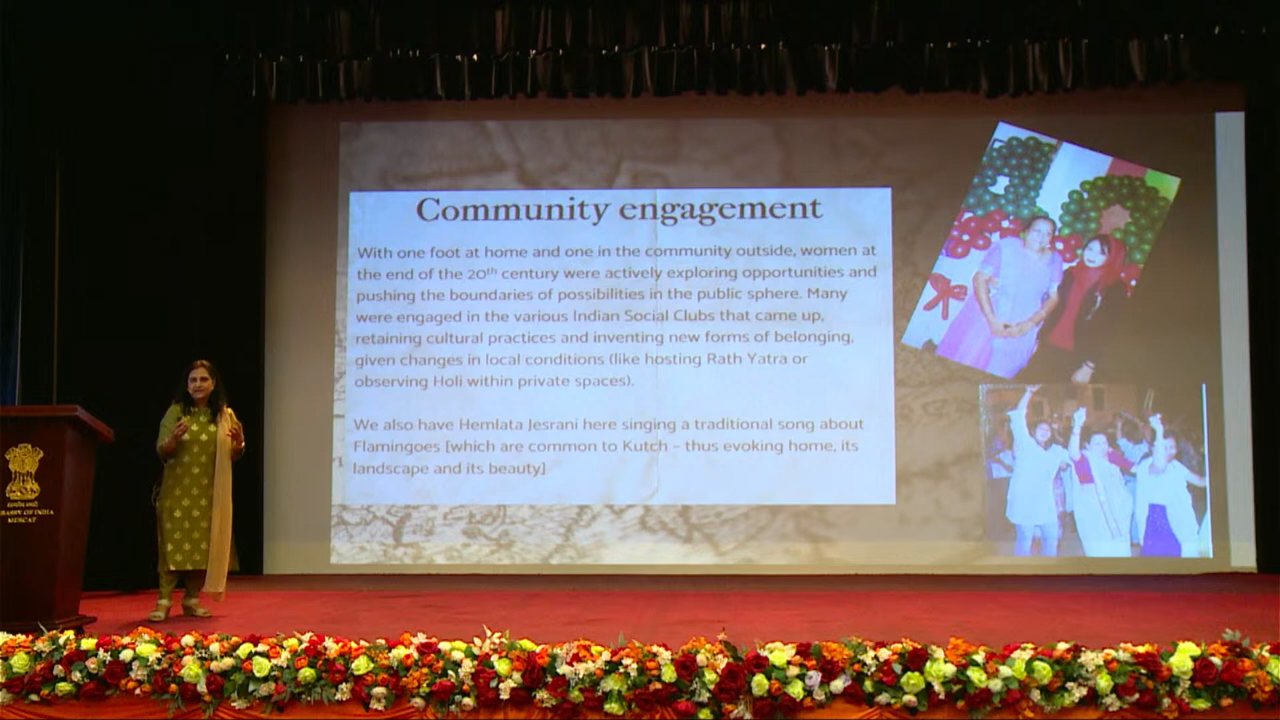 Community engagement
With one foot at home and one in the community outside, women at
the end of the 20th century were actively exploring opportunities and
pushing the boundaries of possibilities in the public sphere. Many
were engaged in the various Indian Social Clubs that came up,
retaining cultural practices and inventing new forms of belonging,
given changes in local conditions (like hosting Rath Yatra or
observing Holi within private spaces).
We also have Hemlata Jesrani here singing a traditional song about
Flamingoes [which are common to Kutch – thus evoking home, its
landscape and its beauty]
OF INDIA
MUSCAT